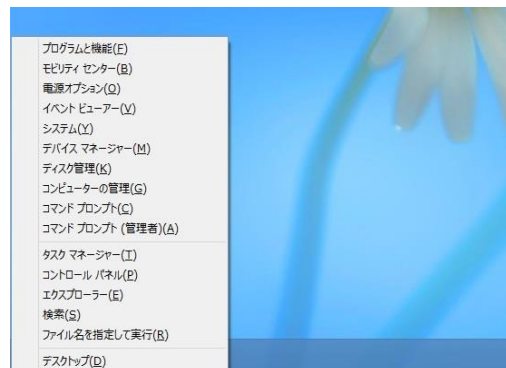 プログラムと機能(F)
モビリティ センター(B)
電源オプション(O)
イベント ビューアー(V)
システム(Y)
デバイス マネージャー(M)
ディスク管理(K)
コンピューターの管理(G)
コマンド プロンプト(C)
コマンド プロンプト (管理者)(A)
タスク マネージャー(T)
コントロール パネル(P)
エクスプローラー(E)
検索(S)
ファイル名を指定して実行(R)
デスクトップ(D)